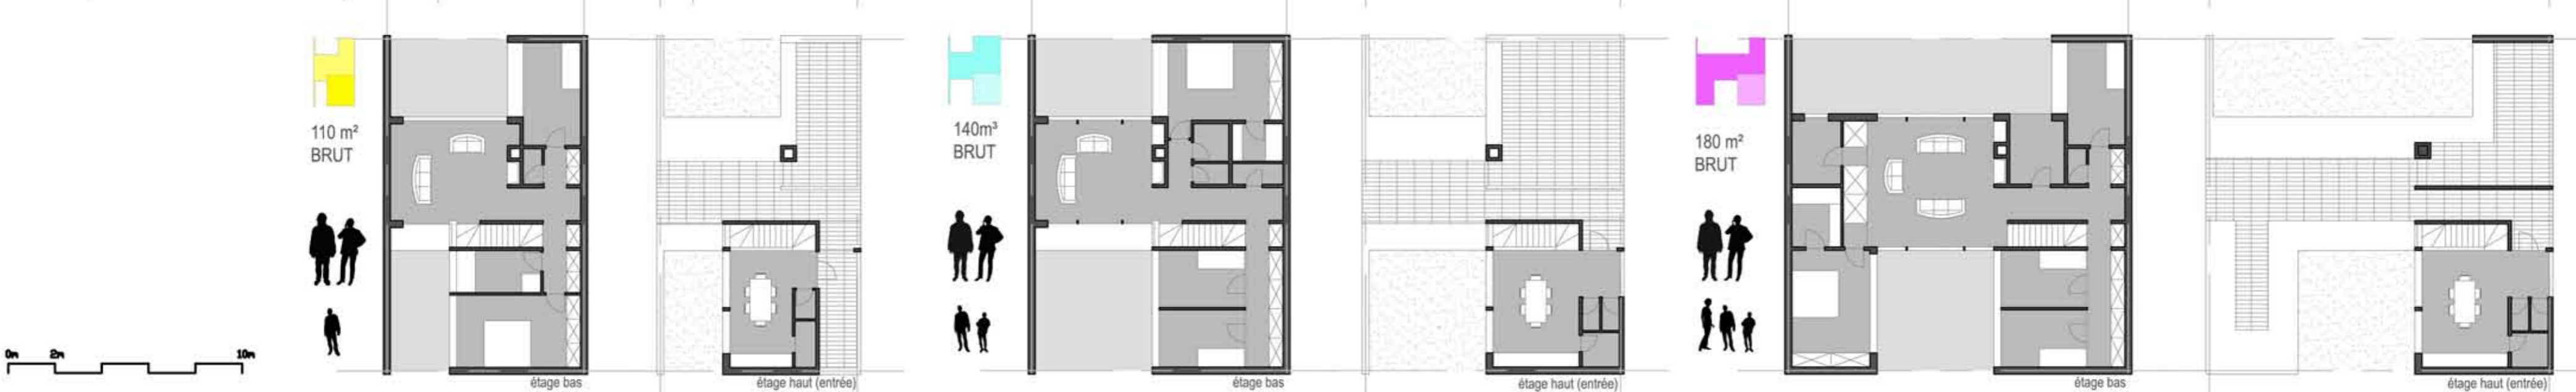 110 m²
BRUT
étage bas
étage haut (entrée)
140m³
BRUT
étage bas
étage haut (entrée)
180 m²
BRUT
étage bas
étage haut (entrée)
0m 2m 10m